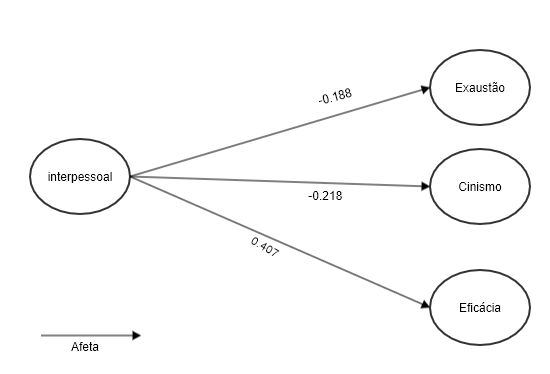 Exaustão
-0.188
interpessoal
Cinismo
-0.218
0.407
Eficácia
Afeta